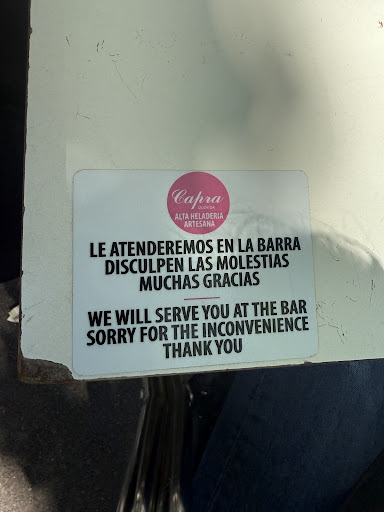 Capra
QUERIDA
ALTA HELADERÍA
ARTESANA
LE ATENDEREMOS EN LA BARRA
DISCULPEN LAS MOLESTIAS
MUCHAS GRACIAS
WE WILL SERVE YOU AT THE BAR
SORRY FOR THE INCONVENIENCE
THANK YOU